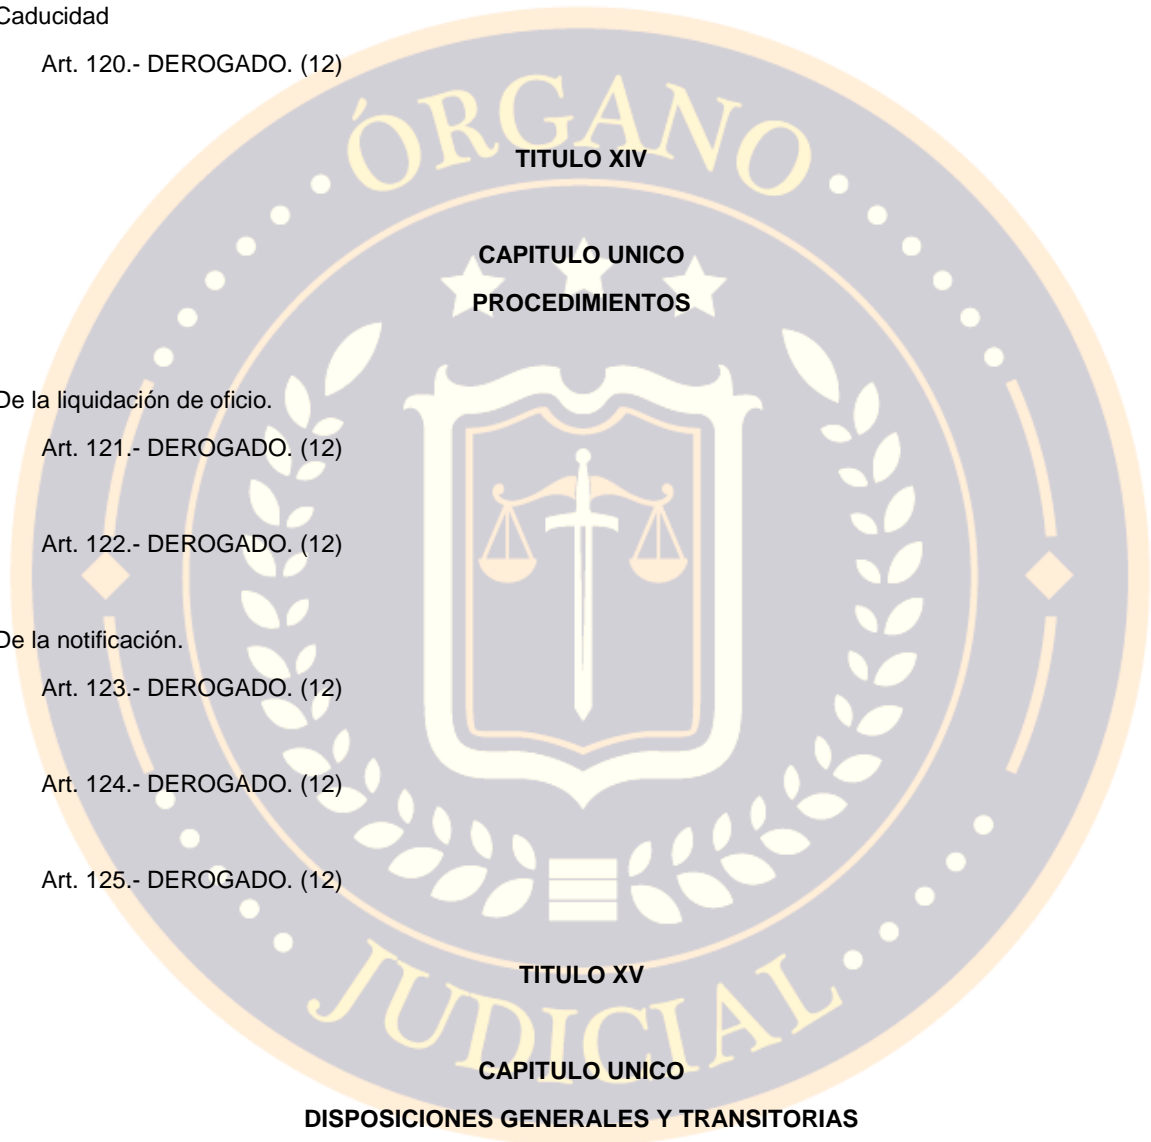 Caducidad
Art. 120.- DEROGADO. (12)
ÓRGANO
TITULO XIV
CAPITULO UNICO
PROCEDIMIENTOS
De la liquidación de oficio.
Art. 121.- DEROGADO. (12)
Art. 122.- DEROGADO. (12)
De la notificación.
Art. 123.- DEROGADO. (12)
Art. 124.- DEROGADO. (12)
Art. 125.- DEROGADO. (12)
TITULO XV
JUDICIAL
CAPITULO UNICO
DISPOSICIONES GENERALES Y TRANSITORIAS